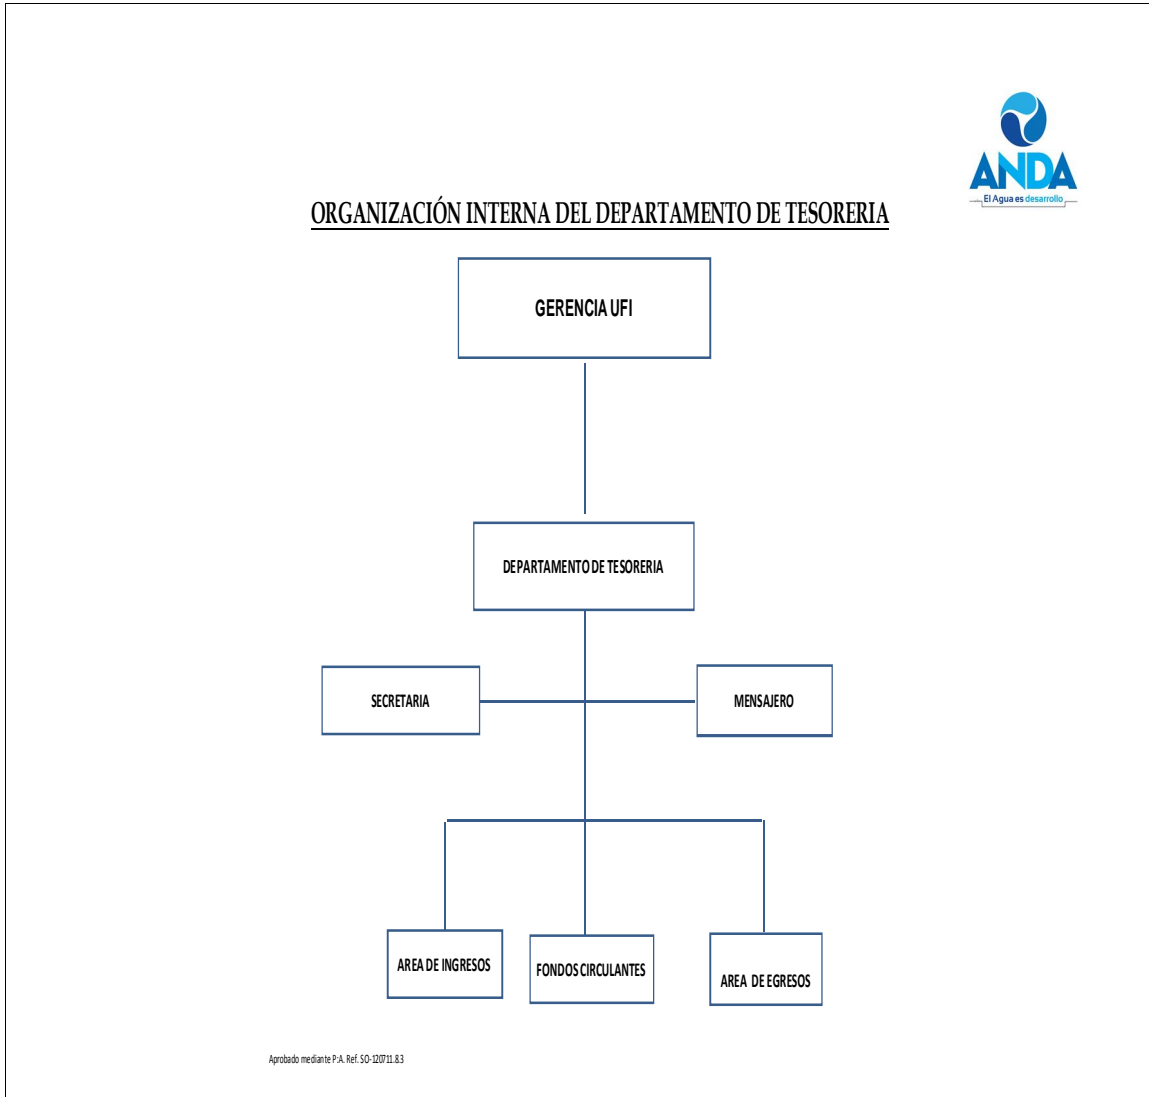 ANDA
El Agua es desarrollo
ORGANIZACIÓN INTERNA DEL DEPARTAMENTO DE TESORERIA
GERENCIA UFI
DEPARTAMENTO DE TESORERIA
SECRETARIA
MENSAJERO
AREA DE INGRESOS
FONDOS CIRCULANTES
AREA DE EGRESOS
Aprobado mediante P:A. Ref. SO-120711.8.3